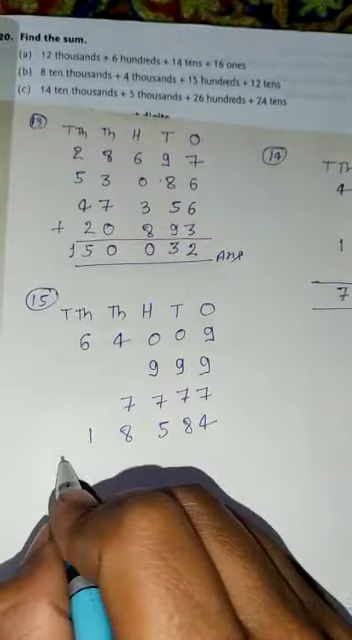 20. Find the sum.
(a) 12 thousands + 6 hundreds + 14 tens + 16 ones
(b) 8 ten thousands + 4 thousands + 15 hundreds + 12 tens
(c) 14 ten thousands + 5 thousands + 26 hundreds + 24 tens
13 TTh Th H T O
2 8 6 9 7
5 3 0 8 6
4 7 3 5 6
+ 2 0 8 9 3
1 5 0 0 3 2 Ans
14
TTh
4
1
7
15
TTh Th H T O
6 4 0 0 9
9 9 9
7 7 7 7
1 8 5 8 4